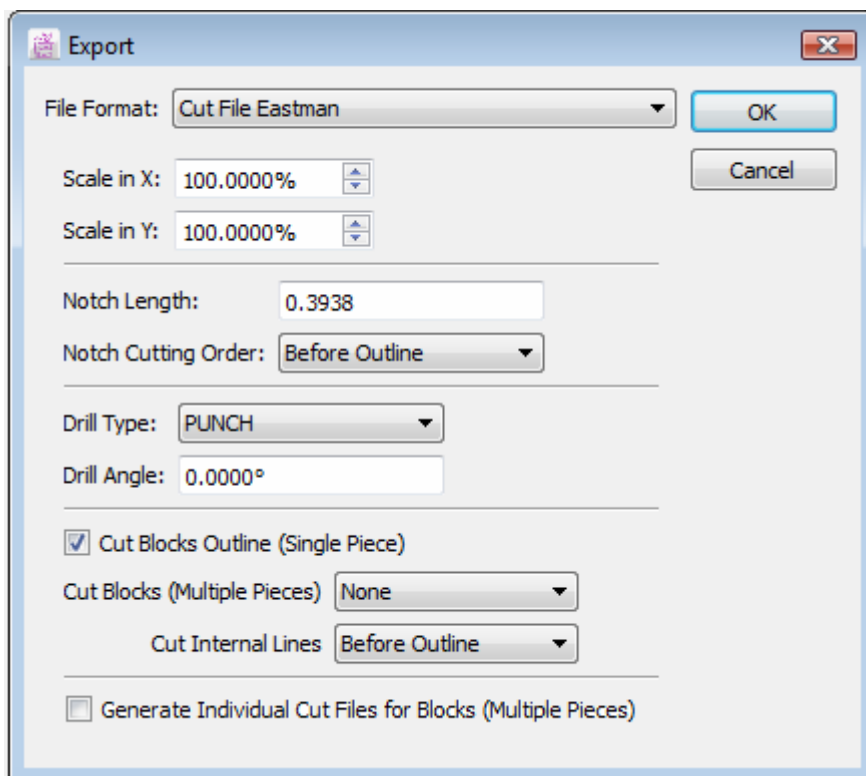 Export
File Format: Cut File Eastman
OK
Scale in X: 100.0000%
Cancel
Scale in Y: 100.0000%
Notch Length: 0.3938
Notch Cutting Order: Before Outline
Drill Type: PUNCH
Drill Angle: 0.0000°
Cut Blocks Outline (Single Piece)
Cut Blocks (Multiple Pieces) None
Cut Internal Lines Before Outline
Generate Individual Cut Files for Blocks (Multiple Pieces)